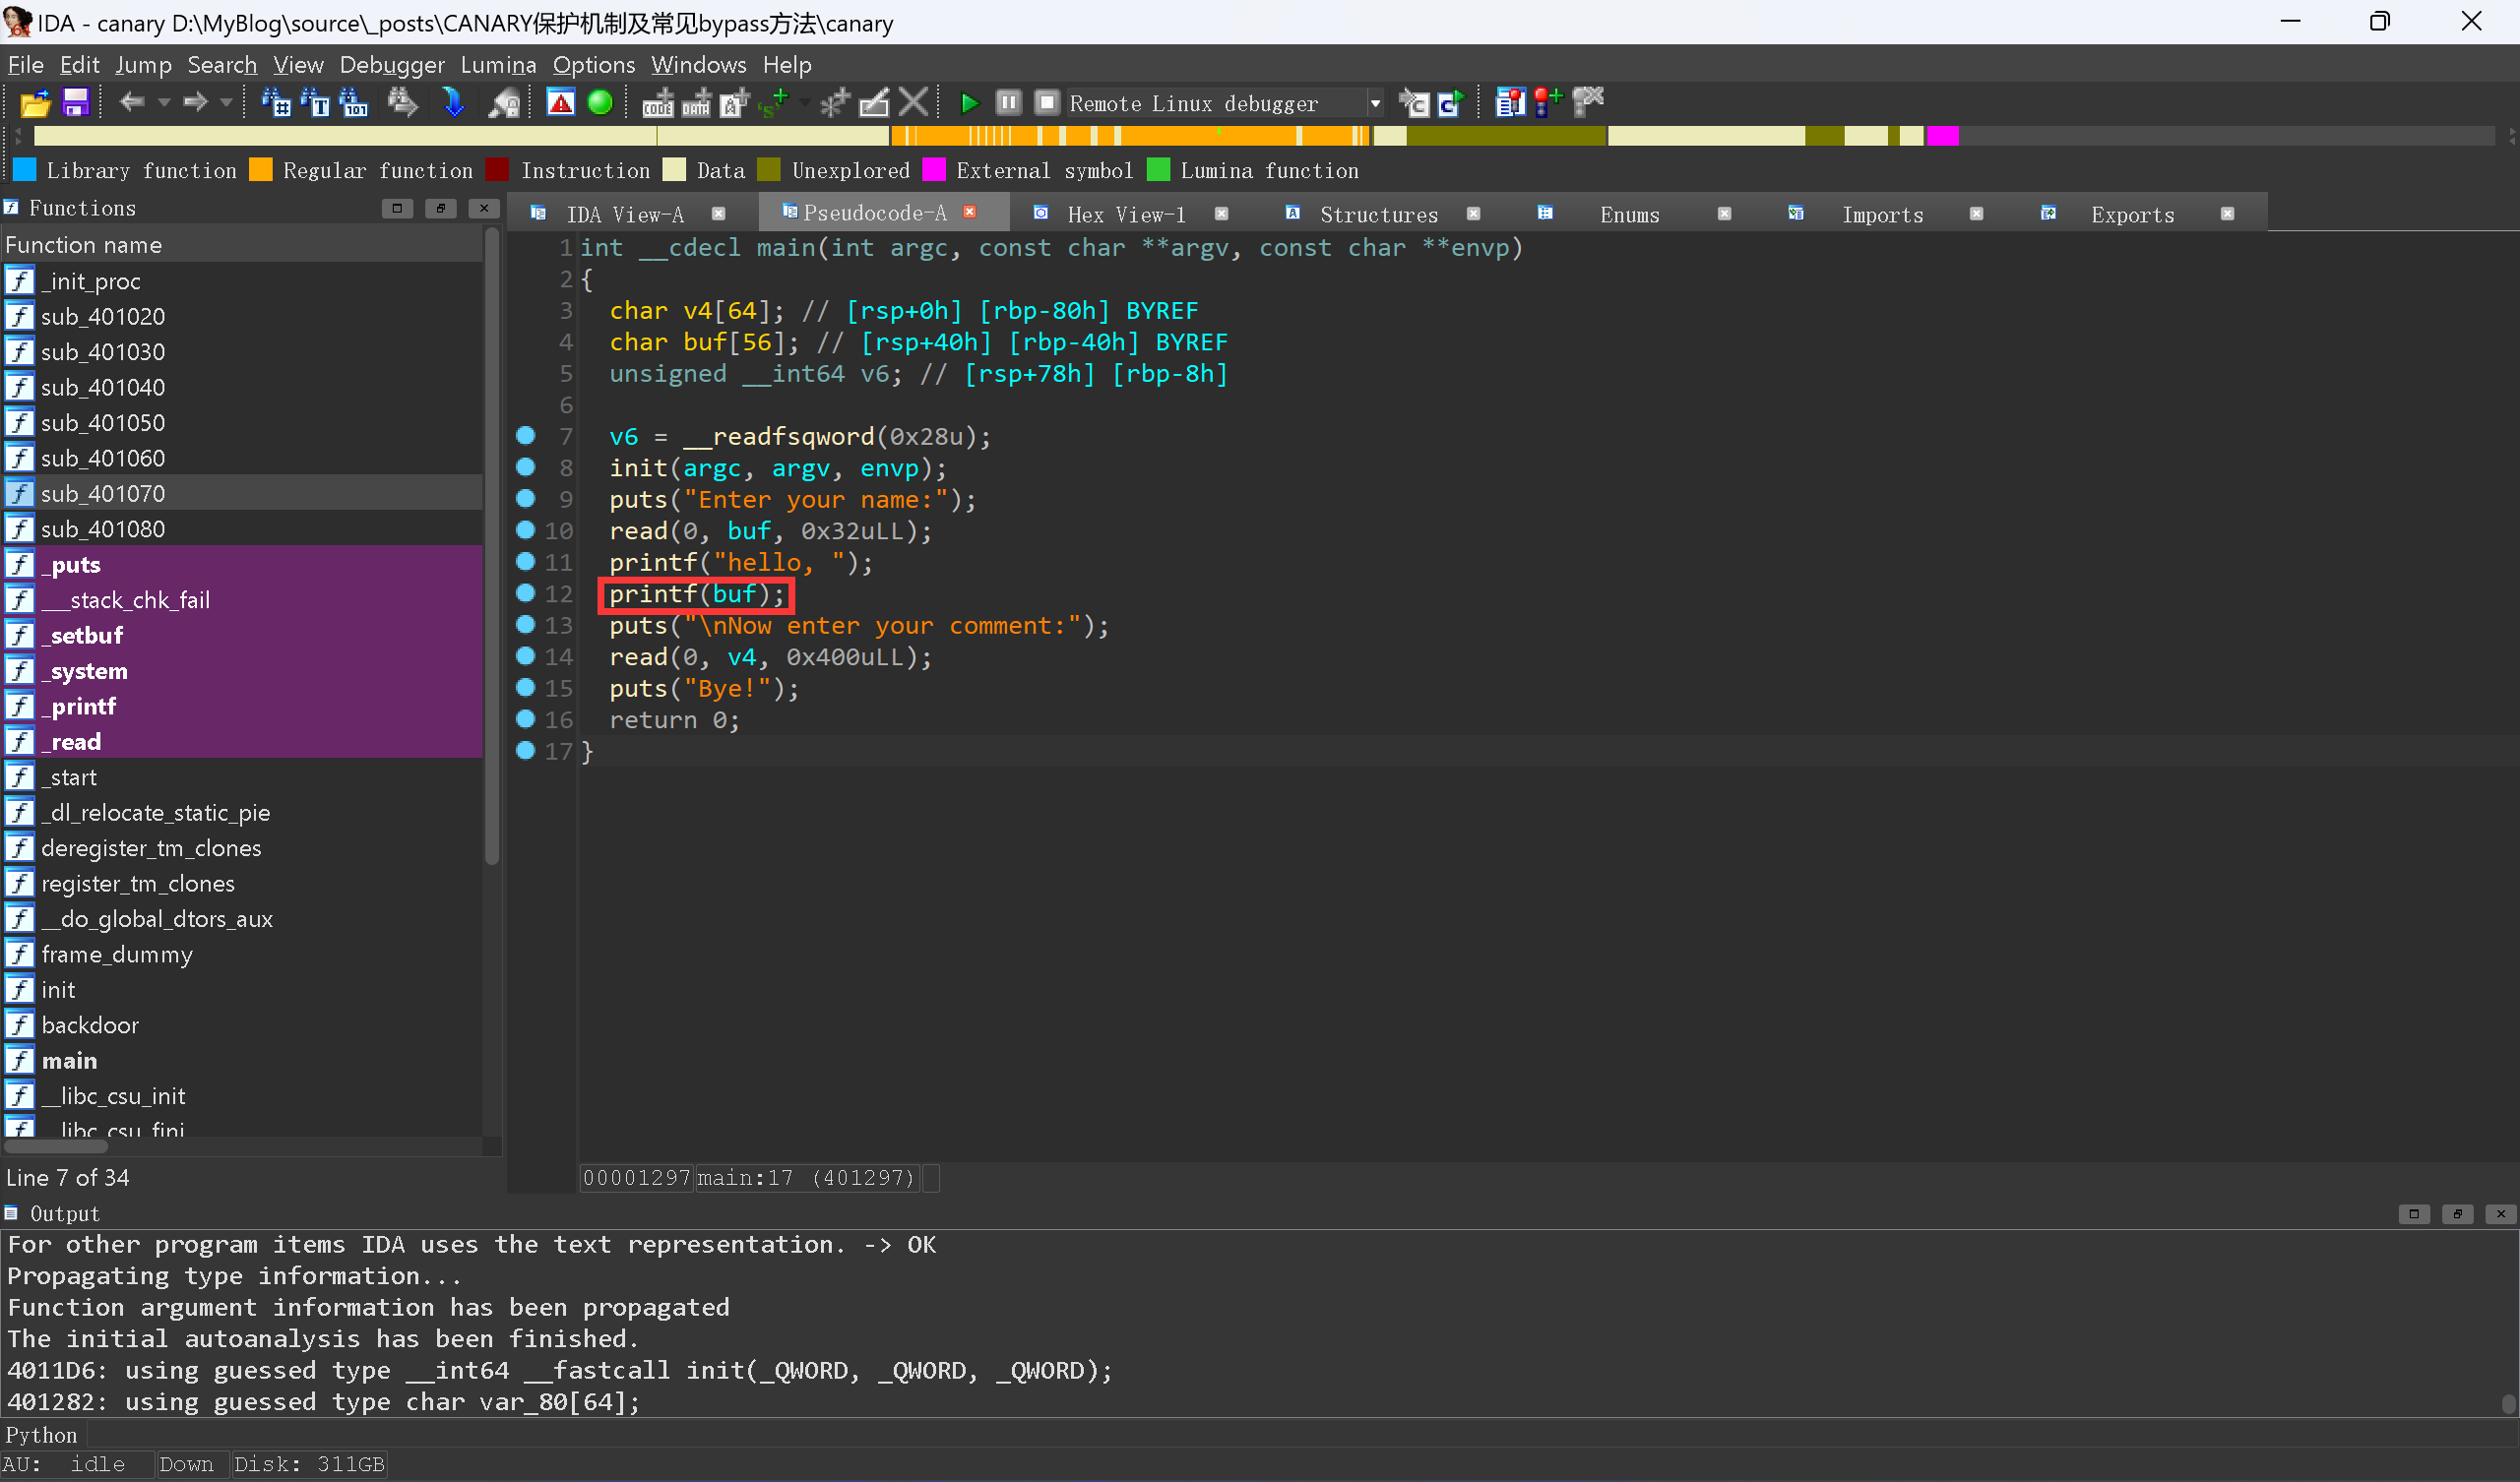 IDA - canary D:\MyBlog\source\_posts\CANARY保护机制及常见bypass方法\canary
File Edit Jump Search View Debugger Lumina Options Windows Help
Remote Linux debugger
Library function Regular function Instruction Data Unexplored External symbol Lumina function
Functions
Function name
_init_proc
sub_401020
sub_401030
sub_401040
sub_401050
sub_401060
sub_401070
sub_401080
_puts
___stack_chk_fail
_setbuf
_system
_printf
_read
_start
_dl_relocate_static_pie
deregister_tm_clones
register_tm_clones
__do_global_dtors_aux
frame_dummy
init
backdoor
main
__libc_csu_init
__libc_csu_fini
Line 7 of 34
IDA View-A Pseudocode-A Hex View-1 Structures Enums Imports Exports
1 int __cdecl main(int argc, const char **argv, const char **envp)
2 {
3 char v4[64]; // [rsp+0h] [rbp-80h] BYREF
4 char buf[56]; // [rsp+40h] [rbp-40h] BYREF
5 unsigned __int64 v6; // [rsp+78h] [rbp-8h]
6
7 v6 = __readfsqword(0x28u);
8 init(argc, argv, envp);
9 puts("Enter your name:");
10 read(0, buf, 0x32uLL);
11 printf("hello, ");
12 printf(buf);
13 puts("\nNow enter your comment:");
14 read(0, v4, 0x400uLL);
15 puts("Bye!");
16 return 0;
17 }
00001297 main:17 (401297)
Output
For other program items IDA uses the text representation. -> OK
Propagating type information...
Function argument information has been propagated
The initial autoanalysis has been finished.
4011D6: using guessed type __int64 __fastcall init(_QWORD, _QWORD, _QWORD);
401282: using guessed type char var_80[64];
Python
AU: idle Down Disk: 311GB